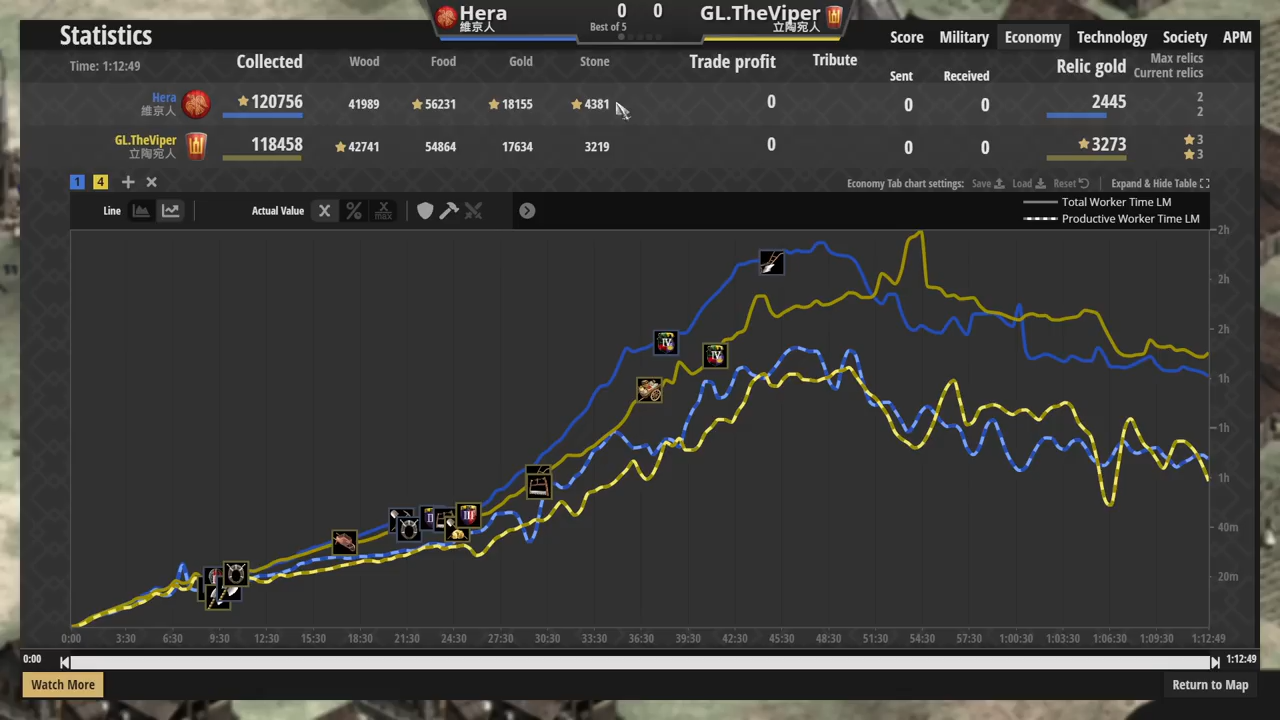 Hera 0 0 GL.TheViper
維京人 Best of 5 立陶宛人
Statistics
Score Military Economy Technology Society APM
Time: 1:12:49
Collected Wood Food Gold Stone Trade profit Tribute Sent Received Relic gold Max relics
Current relics
Hera 120756 41989 56231 18155 4381 0 0 0 2445 2
維京人 2
GL.TheViper 118458 42741 54864 17634 3219 0 0 0 3273 3
立陶宛人 3
1 4 Economy Tab chart settings: Save Load Reset Expand & Hide Table
Line Actual Value X % X/max Total Worker Time LM
Productive Worker Time LM
2h
2h
2h
1h
1h
1h
40m
20m
IV
IV
II
III
0:00 3:30 6:30 9:30 12:30 15:30 18:30 21:30 24:30 27:30 30:30 33:30 36:30 39:30 42:30 45:30 48:30 51:30 54:30 57:30 1:00:30 1:03:30 1:06:30 1:09:30 1:12:49
0:00 1:12:49
Watch More Return to Map